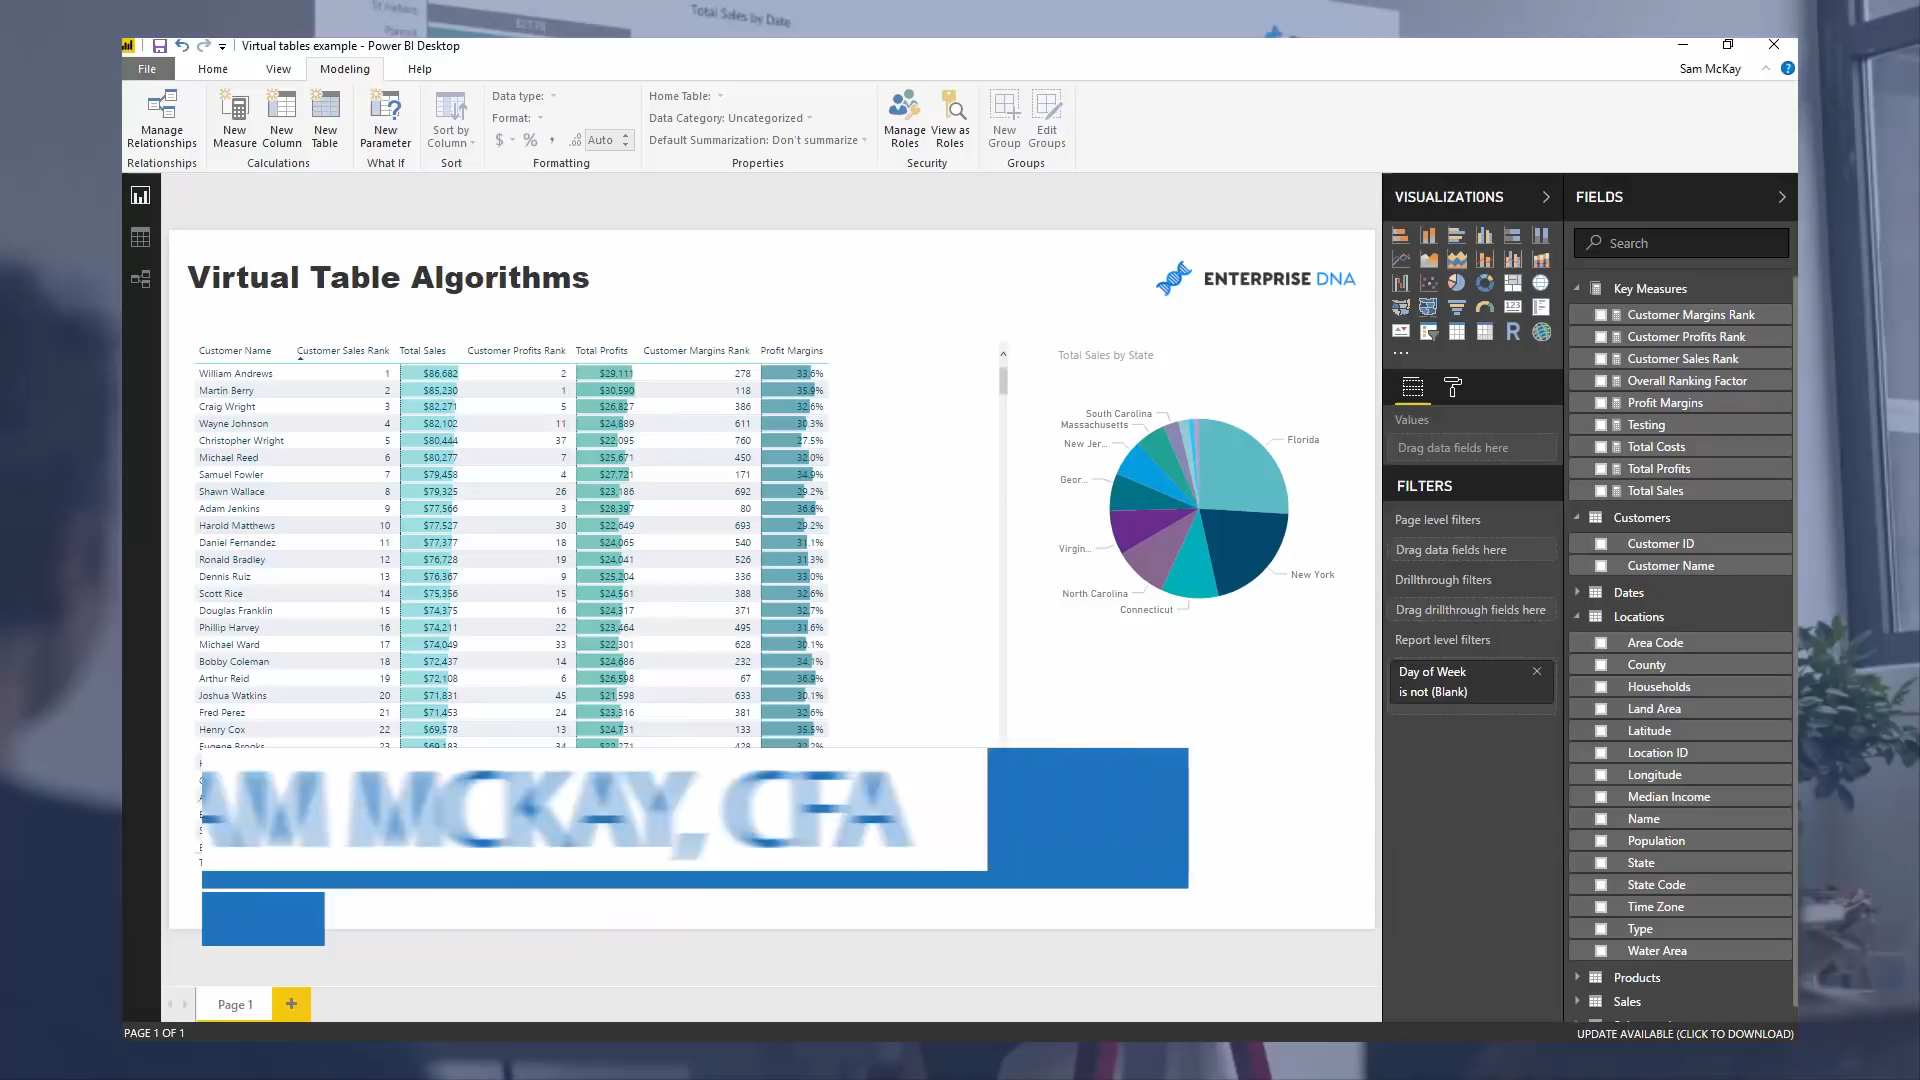 Total Sales by Date
Virtual tables example - Power BI Desktop
File Home View Modeling Help
Sam McKay
Manage Relationships
New Measure
New Column
New Table
New Parameter
Sort by Column
Data type:
Format:
$ % , .00 Auto
Home Table:
Data Category: Uncategorized
Default Summarization: Don't summarize
Manage Roles
View as Roles
New Group
Edit Groups
Relationships Calculations What If Sort Formatting Properties Security Groups
Virtual Table Algorithms
ENTERPRISE DNA
Customer Name Customer Sales Rank Total Sales Customer Profits Rank Total Profits Customer Margins Rank Profit Margins
William Andrews 1 $86,682 2 $29,111 278 33.6%
Martin Berry 2 $85,230 1 $30,590 118 35.9%
Craig Wright 3 $82,271 5 $26,827 386 32.6%
Wayne Johnson 4 $82,102 11 $24,889 611 30.3%
Christopher Wright 5 $80,444 37 $22,095 760 27.5%
Michael Reed 6 $80,277 7 $25,671 450 32.0%
Samuel Fowler 7 $79,458 4 $27,721 171 34.9%
Shawn Wallace 8 $79,325 26 $23,186 692 29.2%
Adam Jenkins 9 $77,566 3 $28,397 80 36.6%
Harold Matthews 10 $77,527 30 $22,649 693 29.2%
Daniel Fernandez 11 $77,377 18 $24,065 540 31.1%
Ronald Bradley 12 $76,728 19 $24,041 526 31.3%
Dennis Ruiz 13 $76,367 9 $25,204 336 33.0%
Scott Rice 14 $75,356 15 $24,561 388 32.6%
Douglas Franklin 15 $74,375 16 $24,317 371 32.7%
Phillip Harvey 16 $74,211 22 $23,464 495 31.6%
Michael Ward 17 $74,049 33 $22,301 628 30.1%
Bobby Coleman 18 $72,437 14 $24,686 232 34.1%
Arthur Reid 19 $72,108 6 $26,598 67 36.9%
Joshua Watkins 20 $71,831 45 $21,598 633 30.1%
Fred Perez 21 $71,453 24 $23,316 381 32.6%
Henry Cox 22 $69,578 13 $24,731 133 35.5%
Eugene Brooks 23 $69,183 34 $22,271 428 32.2%
Total Sales by State
South Carolina
Massachusetts
New Jer...
Geor...
Virgin...
North Carolina
Connecticut
New York
Florida
AM MCKAY, CFA
Page 1
PAGE 1 OF 1
VISUALIZATIONS
Values
Drag data fields here
FILTERS
Page level filters
Drag data fields here
Drillthrough filters
Drag drillthrough fields here
Report level filters
Day of Week
is not (Blank)
FIELDS
Search
Key Measures
Customer Margins Rank
Customer Profits Rank
Customer Sales Rank
Overall Ranking Factor
Profit Margins
Testing
Total Costs
Total Profits
Total Sales
Customers
Customer ID
Customer Name
Dates
Locations
Area Code
County
Households
Land Area
Latitude
Location ID
Longitude
Median Income
Name
Population
State
State Code
Time Zone
Type
Water Area
Products
Sales
UPDATE AVAILABLE (CLICK TO DOWNLOAD)